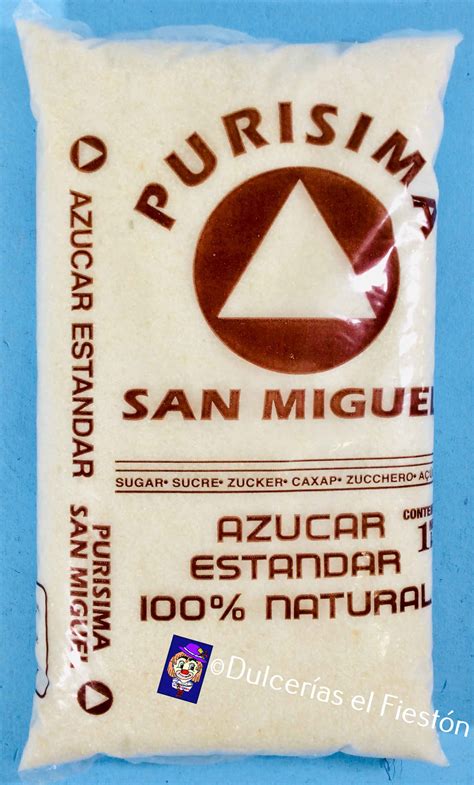 PURISIMA
SAN MIGUEL
SUGAR• SUCRE• ZUCKER• CAXAP• ZUCCHERO•
AZUCAR
ESTANDAR
100% NATURAL
AZUCAR ESTANDAR
PURISIMA
SAN MIGUEL
©Dulcerías el Fiestón